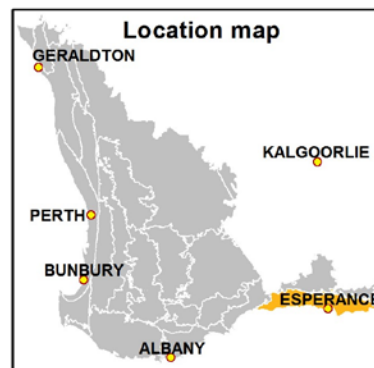 Location map
GERALDTON
KALGOORLIE
PERTH
BUNBURY
ESPERANCE
ALBANY